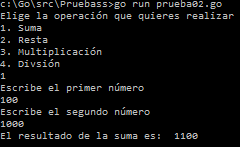 c:\Go\src\Pruebass>go run prueba02.go
Elige la operación que quieres realizar
1. Suma
2. Resta
3. Multiplicación
4. Divsión
1
Escribe el primer número
100
Escribe el segundo número
1000
El resultado de la suma es:  1100